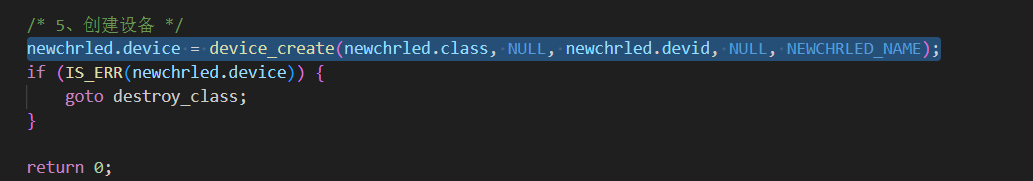 /* 5、创建设备 */
newchrled.device = device_create(newchrled.class, NULL, newchrled.devid, NULL, NEWCHRLED_NAME);
if (IS_ERR(newchrled.device)) {
    goto destroy_class;
}
return 0;